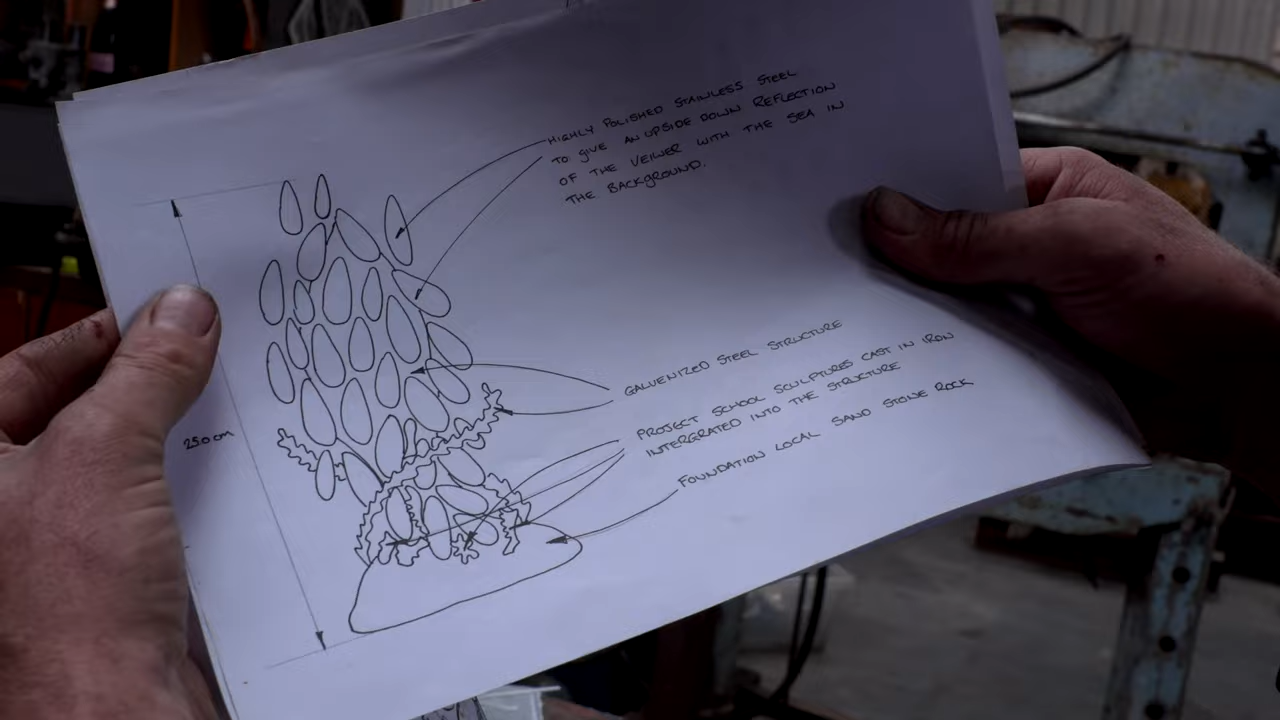 HIGHLY POLISHED STAINLESS STEEL
TO GIVE AN UPSIDE DOWN REFLECTION
OF THE VEIWER WITH THE SEA IN
THE BACKGROUND.
GALVENIZED STEEL STRUCTURE
PROJECT SCHOOL SCULPTURES CAST IN IRON
INTERGRATED INTO THE STRUCTURE
FOUNDATION LOCAL SAND STONE ROCK
250cm